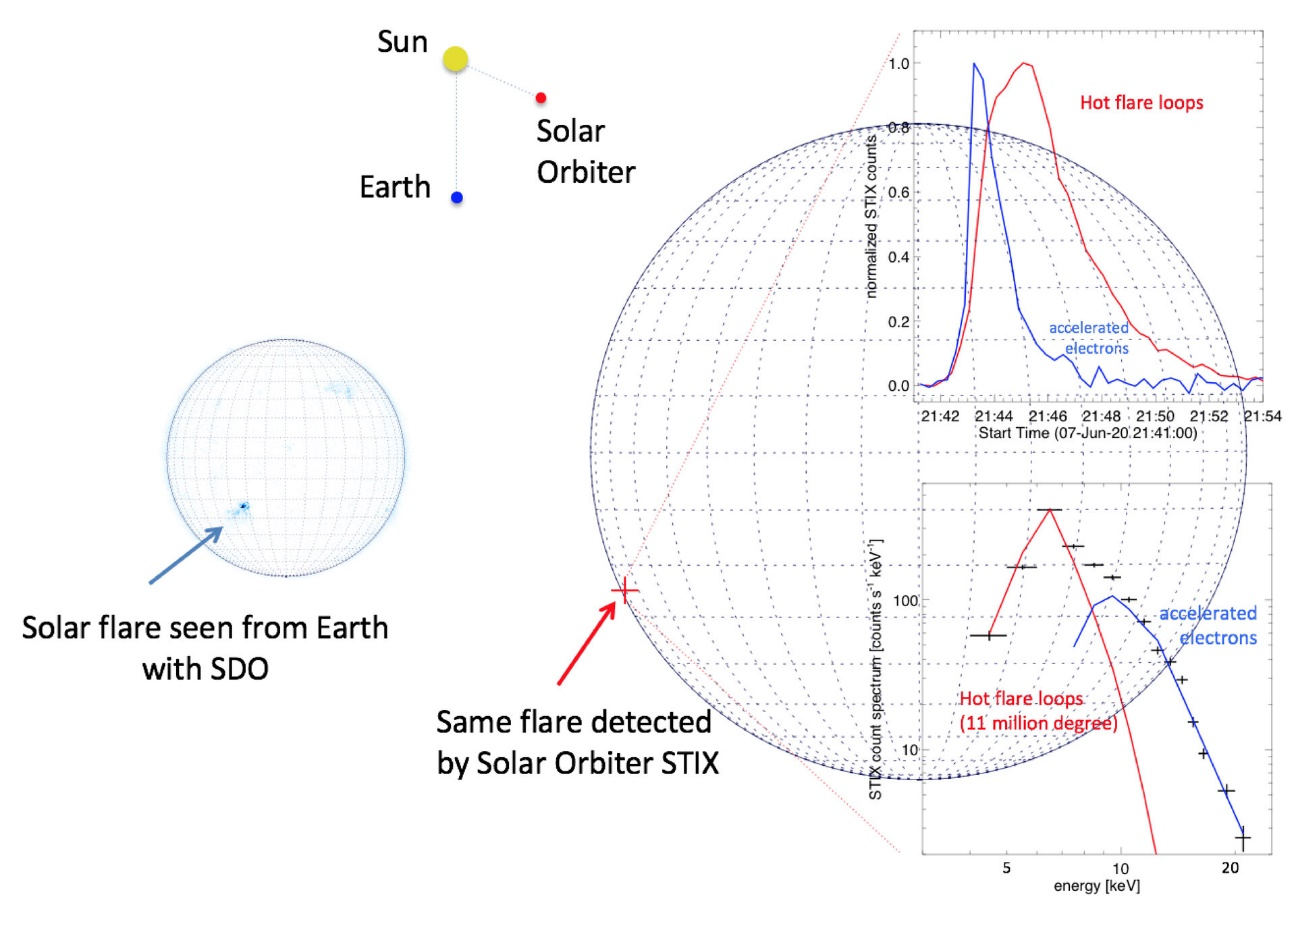 Sun
Solar
Orbiter
Earth
Solar flare seen from Earth
with SDO
Same flare detected
by Solar Orbiter STIX
normalized STIX counts
1.0
0.8
0.6
0.4
0.2
0.0
Hot flare loops
accelerated
electrons
21:42 21:44 21:46 21:48 21:50 21:52 21:54
Start Time (07-Jun-20 21:41:00)
STIX count spectrum [counts s⁻¹ keV⁻¹]
100
10
accelerated
electrons
Hot flare loops
(11 million degree)
5 10 20
energy [keV]